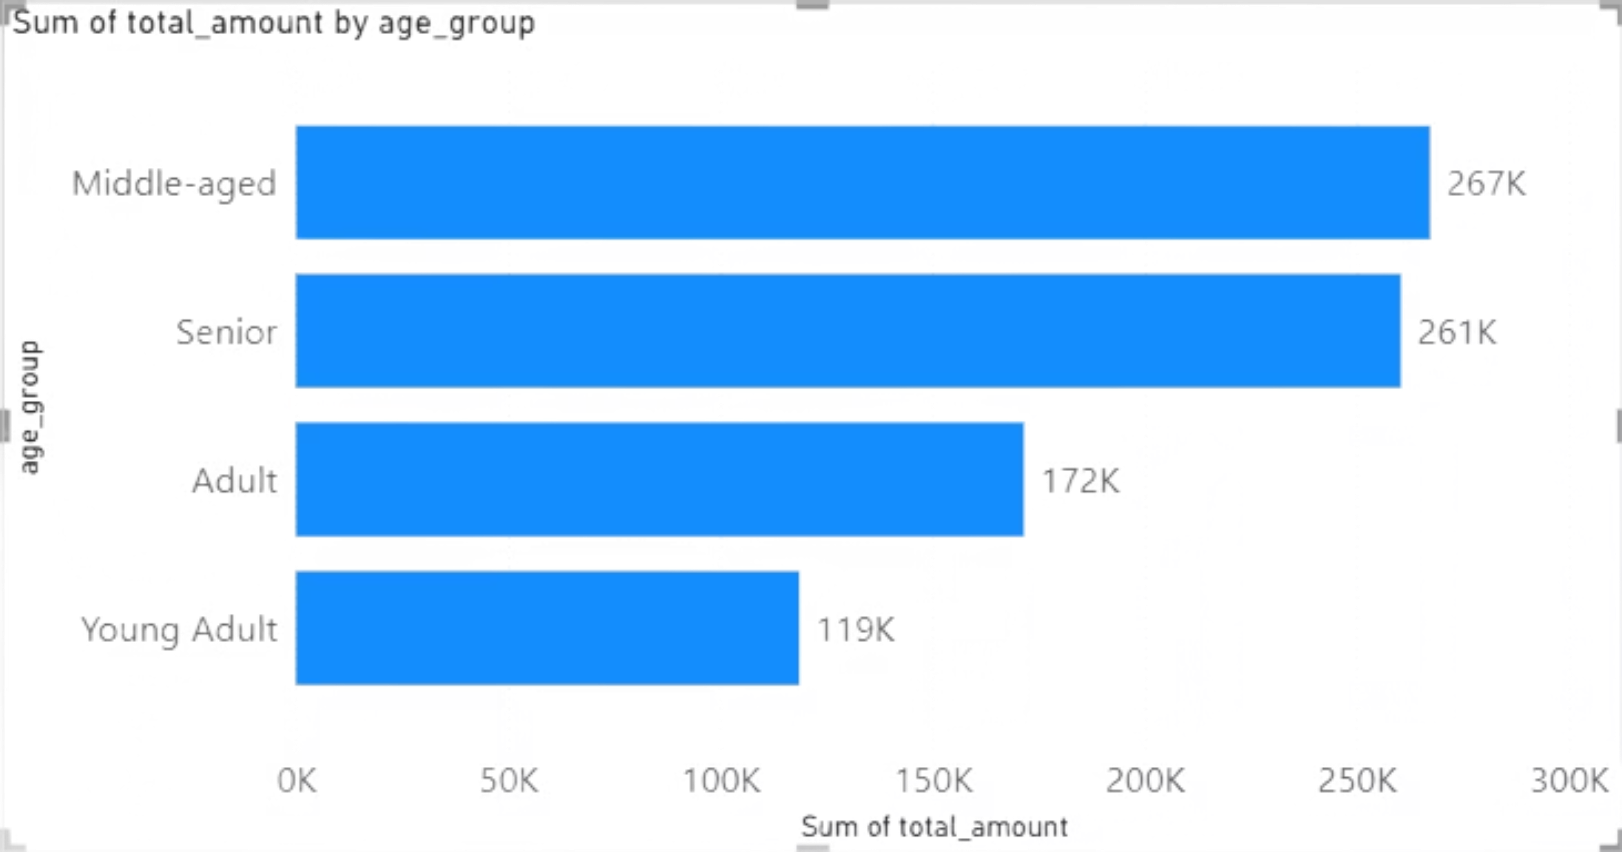 Sum of total_amount by age_group
age_group
Middle-aged 267K
Senior 261K
Adult 172K
Young Adult 119K
0K 50K 100K 150K 200K 250K 300K
Sum of total_amount